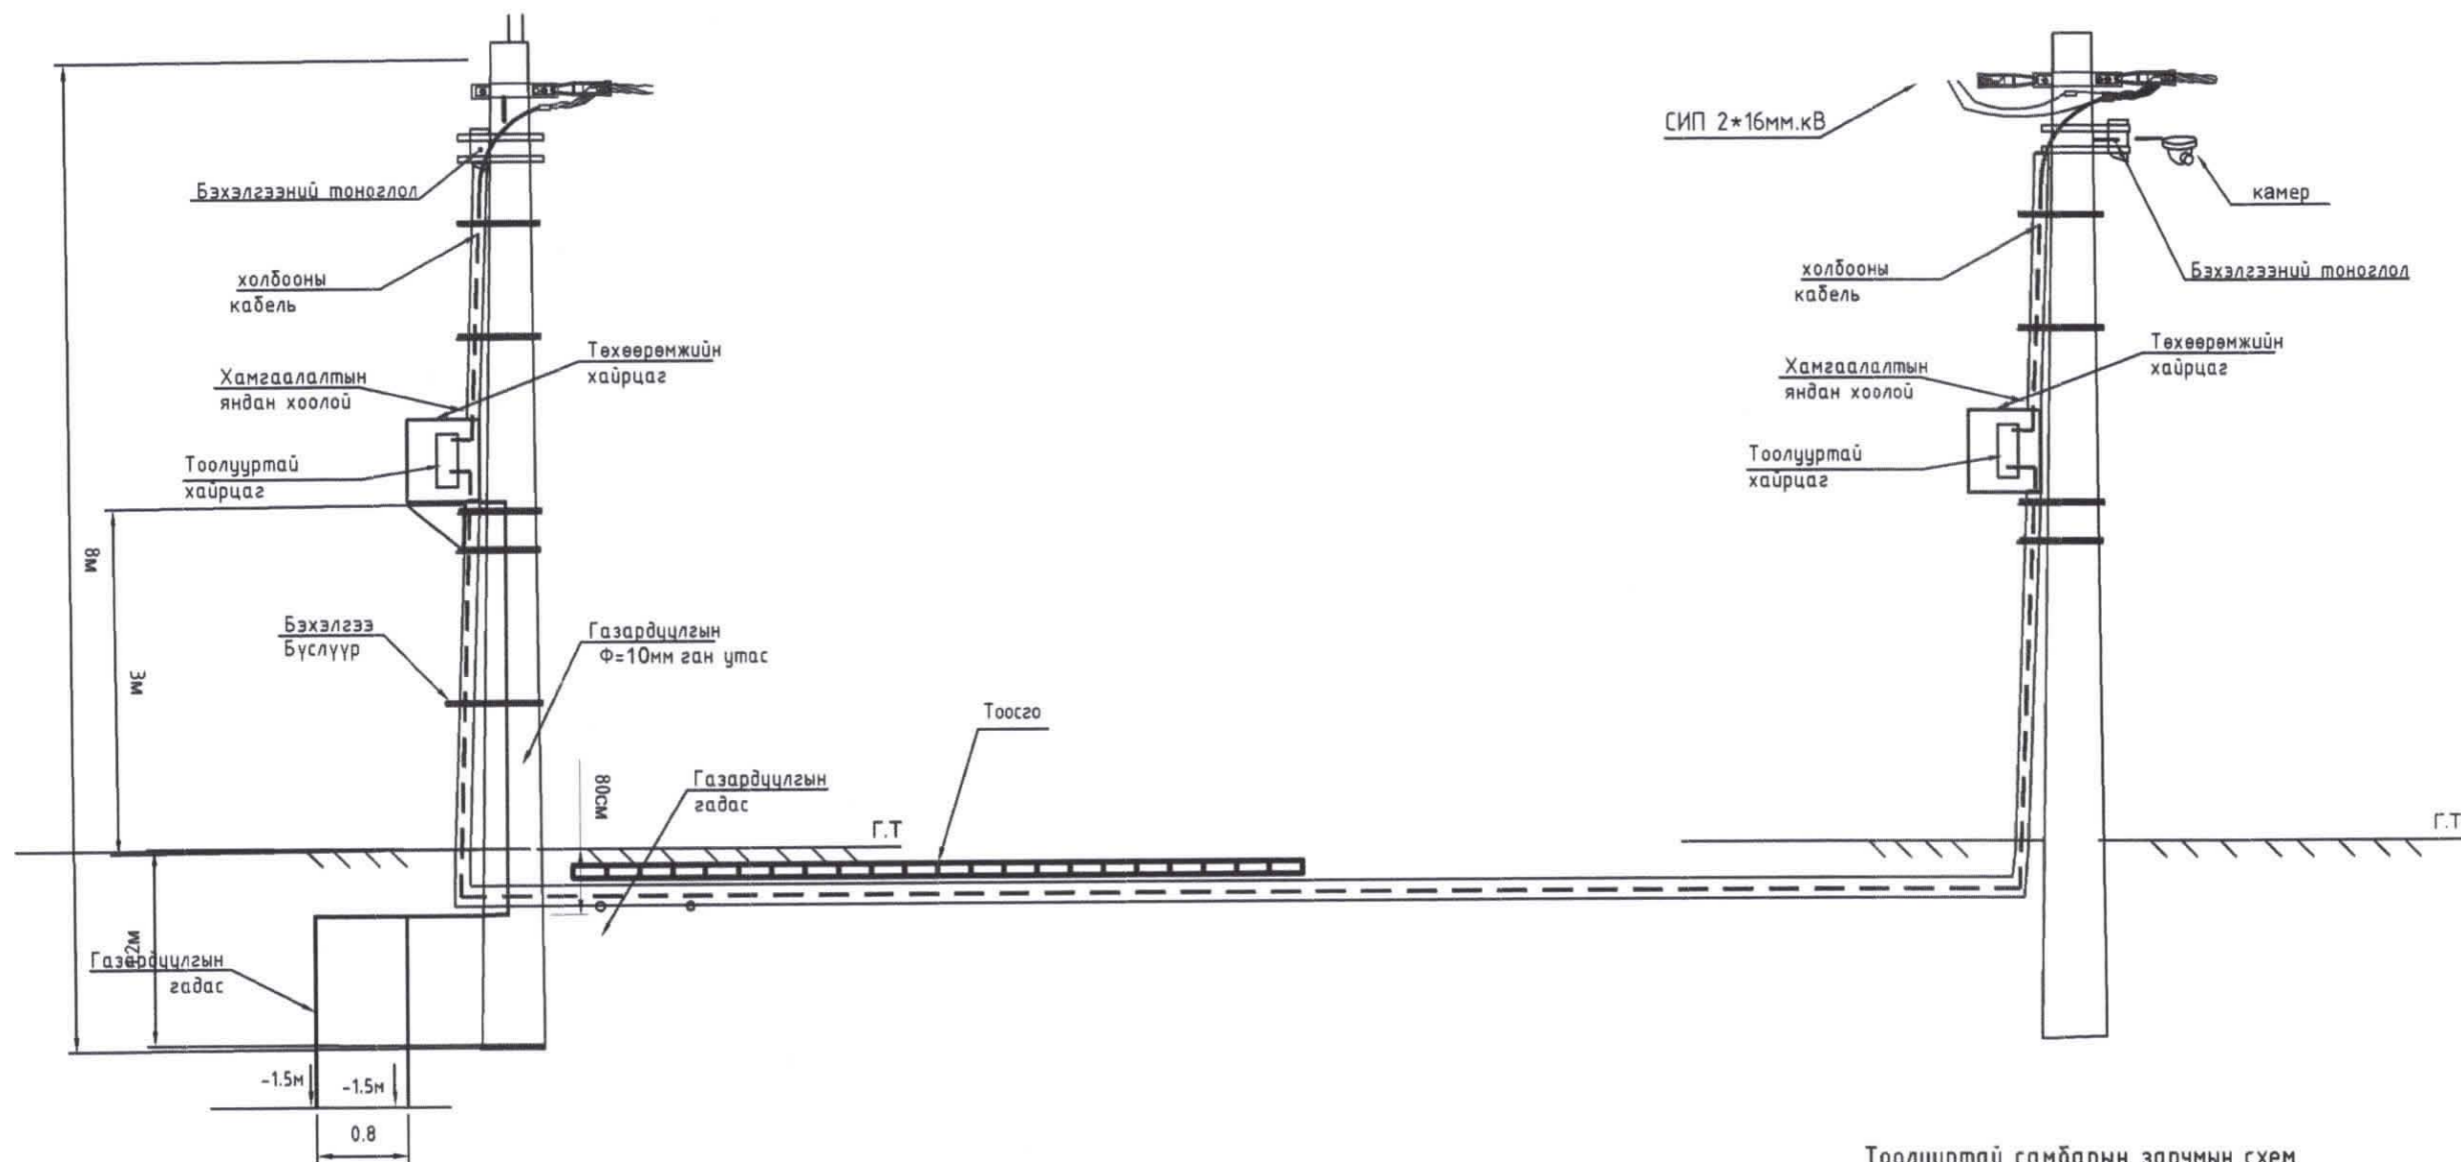 СИП 2*16мм.кВ
Бэхэлгээний тоноглол
камер
холбооны
кабель
холбооны
кабель
Бэхэлгээний тоноглол
Төхөөрөмжийн
хайрцаг
Төхөөрөмжийн
хайрцаг
Хамгаалалтын
яндан хоолой
Хамгаалалтын
яндан хоолой
Тоолууртай
хайрцаг
Тоолууртай
хайрцаг
8м
3м
Бэхэлгээ
Бүслүүр
Газардуулгын
Ф=10мм ган утас
Тоосго
80см
Газардуулгын
гадас
Г.Т
Г.Т
Газардуулгын
гадас
-1.5м
-1.5м
0.8
Тоолууртай самбарын зарчмын схем